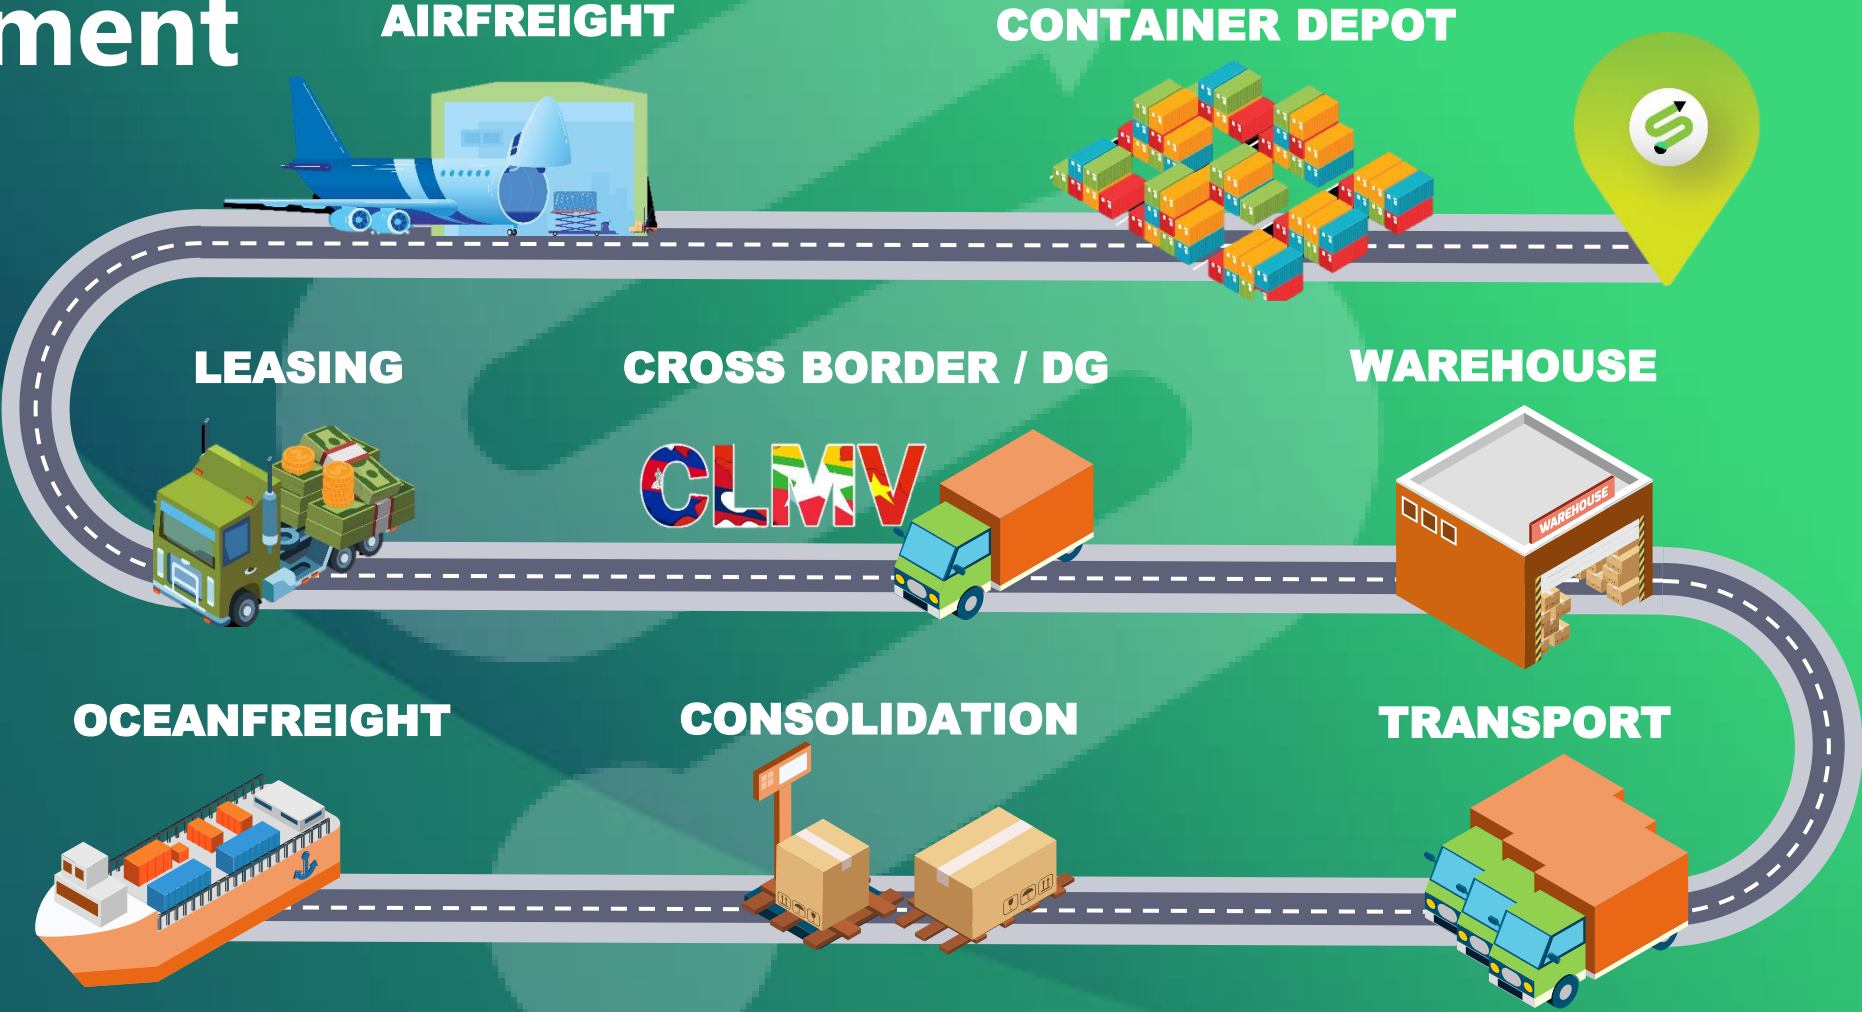 ment
AIRFREIGHT
CONTAINER DEPOT
LEASING
CROSS BORDER / DG
WAREHOUSE
CLMV
WAREHOUSE
OCEANFREIGHT
CONSOLIDATION
TRANSPORT